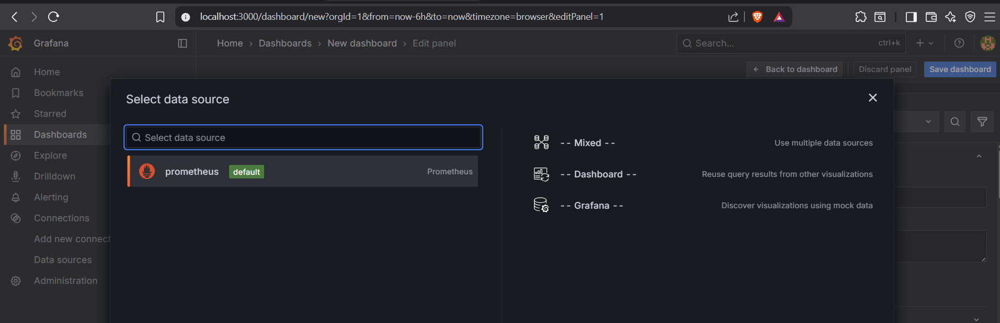 localhost:3000/dashboard/new?orgId=1&from=now-6h&to=now&timezone=browser&editPanel=1
Grafana
Home › Dashboards › New dashboard › Edit panel
Search...
ctrl+k
Back to dashboard
Discard panel
Save dashboard
Home
Bookmarks
Starred
Dashboards
Explore
Drilldown
Alerting
Connections
Add new connect
Data sources
Administration
Select data source
Select data source
prometheus default Prometheus
-- Mixed -- Use multiple data sources
-- Dashboard -- Reuse query results from other visualizations
-- Grafana -- Discover visualizations using mock data